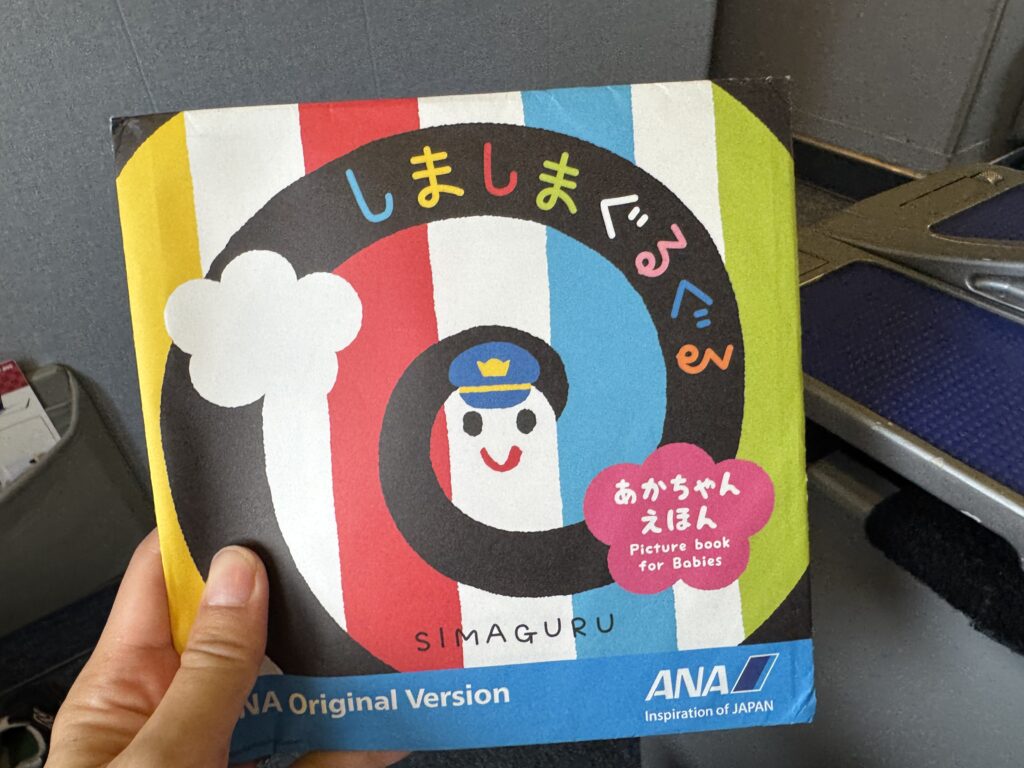 しましまぐるぐる
あかちゃん
えほん
Picture book
for Babies
SIMAGURU
NA Original Version
ANA
Inspiration of JAPAN